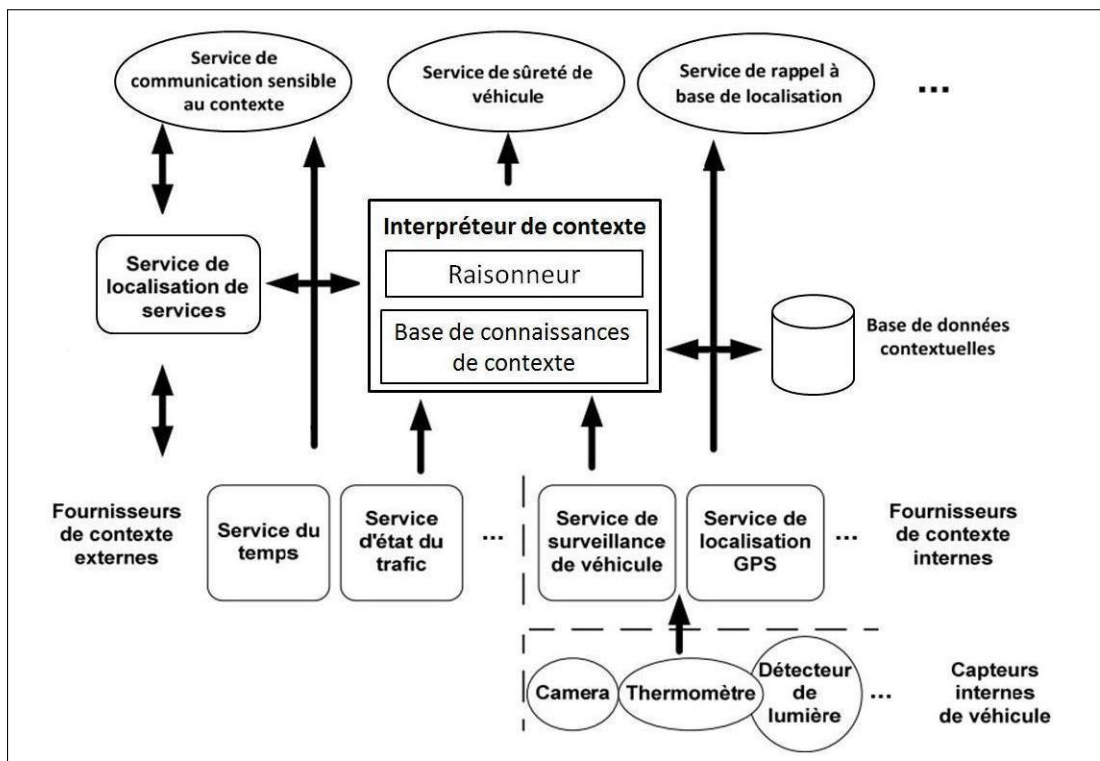 Service de
communication sensible
au contexte
Service de sûreté de
véhicule
Service de rappel à
base de localisation
...
Interpréteur de contexte
Raisonneur
Base de connaissances
de contexte
Service de
localisation de
services
Base de données
contextuelles
Fournisseurs
de contexte
externes
Service du
temps
Service
d'état du
trafic
...
Service de
surveillance
de véhicule
Service de
localisation
GPS
...
Fournisseurs
de contexte
internes
Camera
Thermomètre
Détecteur
de
lumière
...
Capteurs
internes
de véhicule